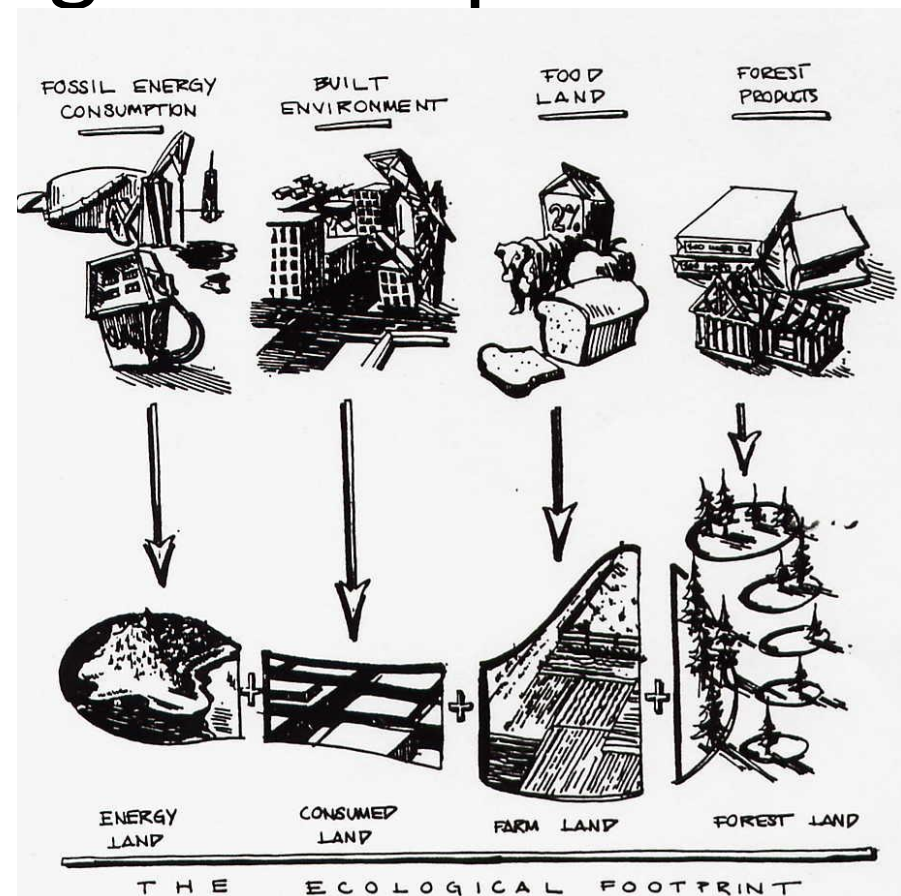 FOSSIL ENERGY
CONSUMPTION
BUILT
ENVIRONMENT
FOOD
LAND
FOREST
PRODUCTS
2%
ENERGY
LAND
CONSUMED
LAND
FARM LAND
FOREST LAND
THE ECOLOGICAL FOOTPRINT